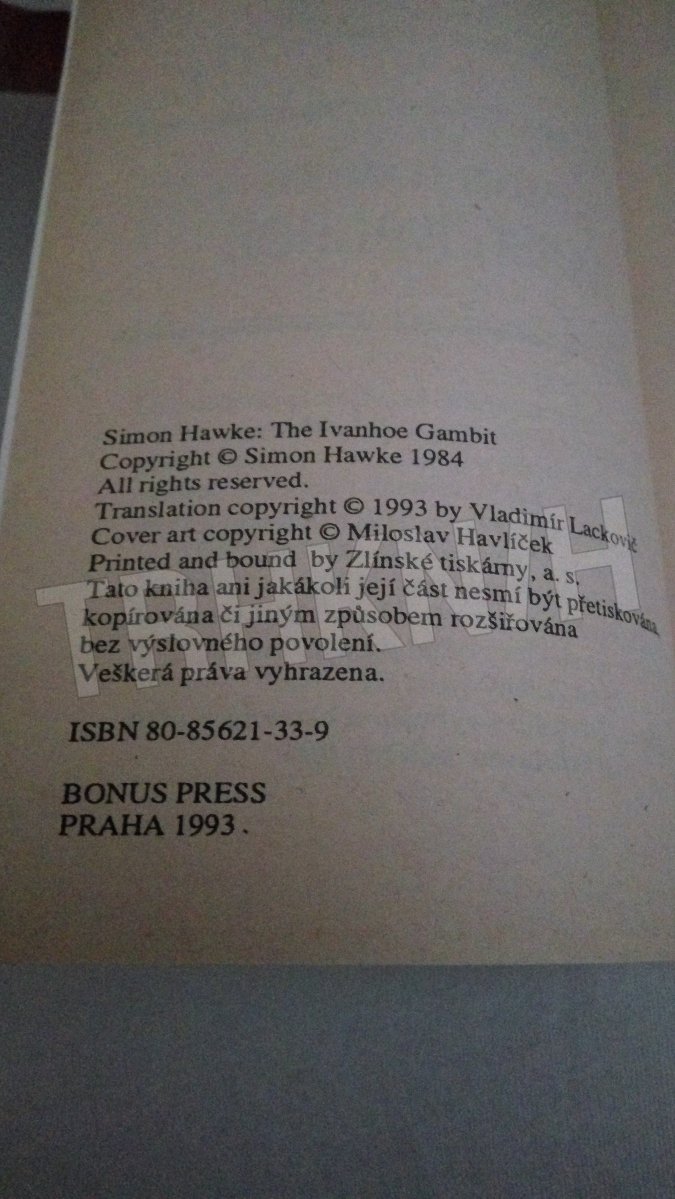 Simon Hawke: The Ivanhoe Gambit
Copyright © Simon Hawke 1984
All rights reserved.
Translation copyright © 1993 by Vladimír Lackovič
Cover art copyright © Miloslav Havlíček
Printed and bound by Zlínské tiskárny, a. s.
Tato kniha ani jakákoli její část nesmí být přetiskována,
kopírována či jiným způsobem rozšiřována
bez výslovného povolení.
Veškerá práva vyhrazena.
ISBN 80-85621-33-9
BONUS PRESS
PRAHA 1993.